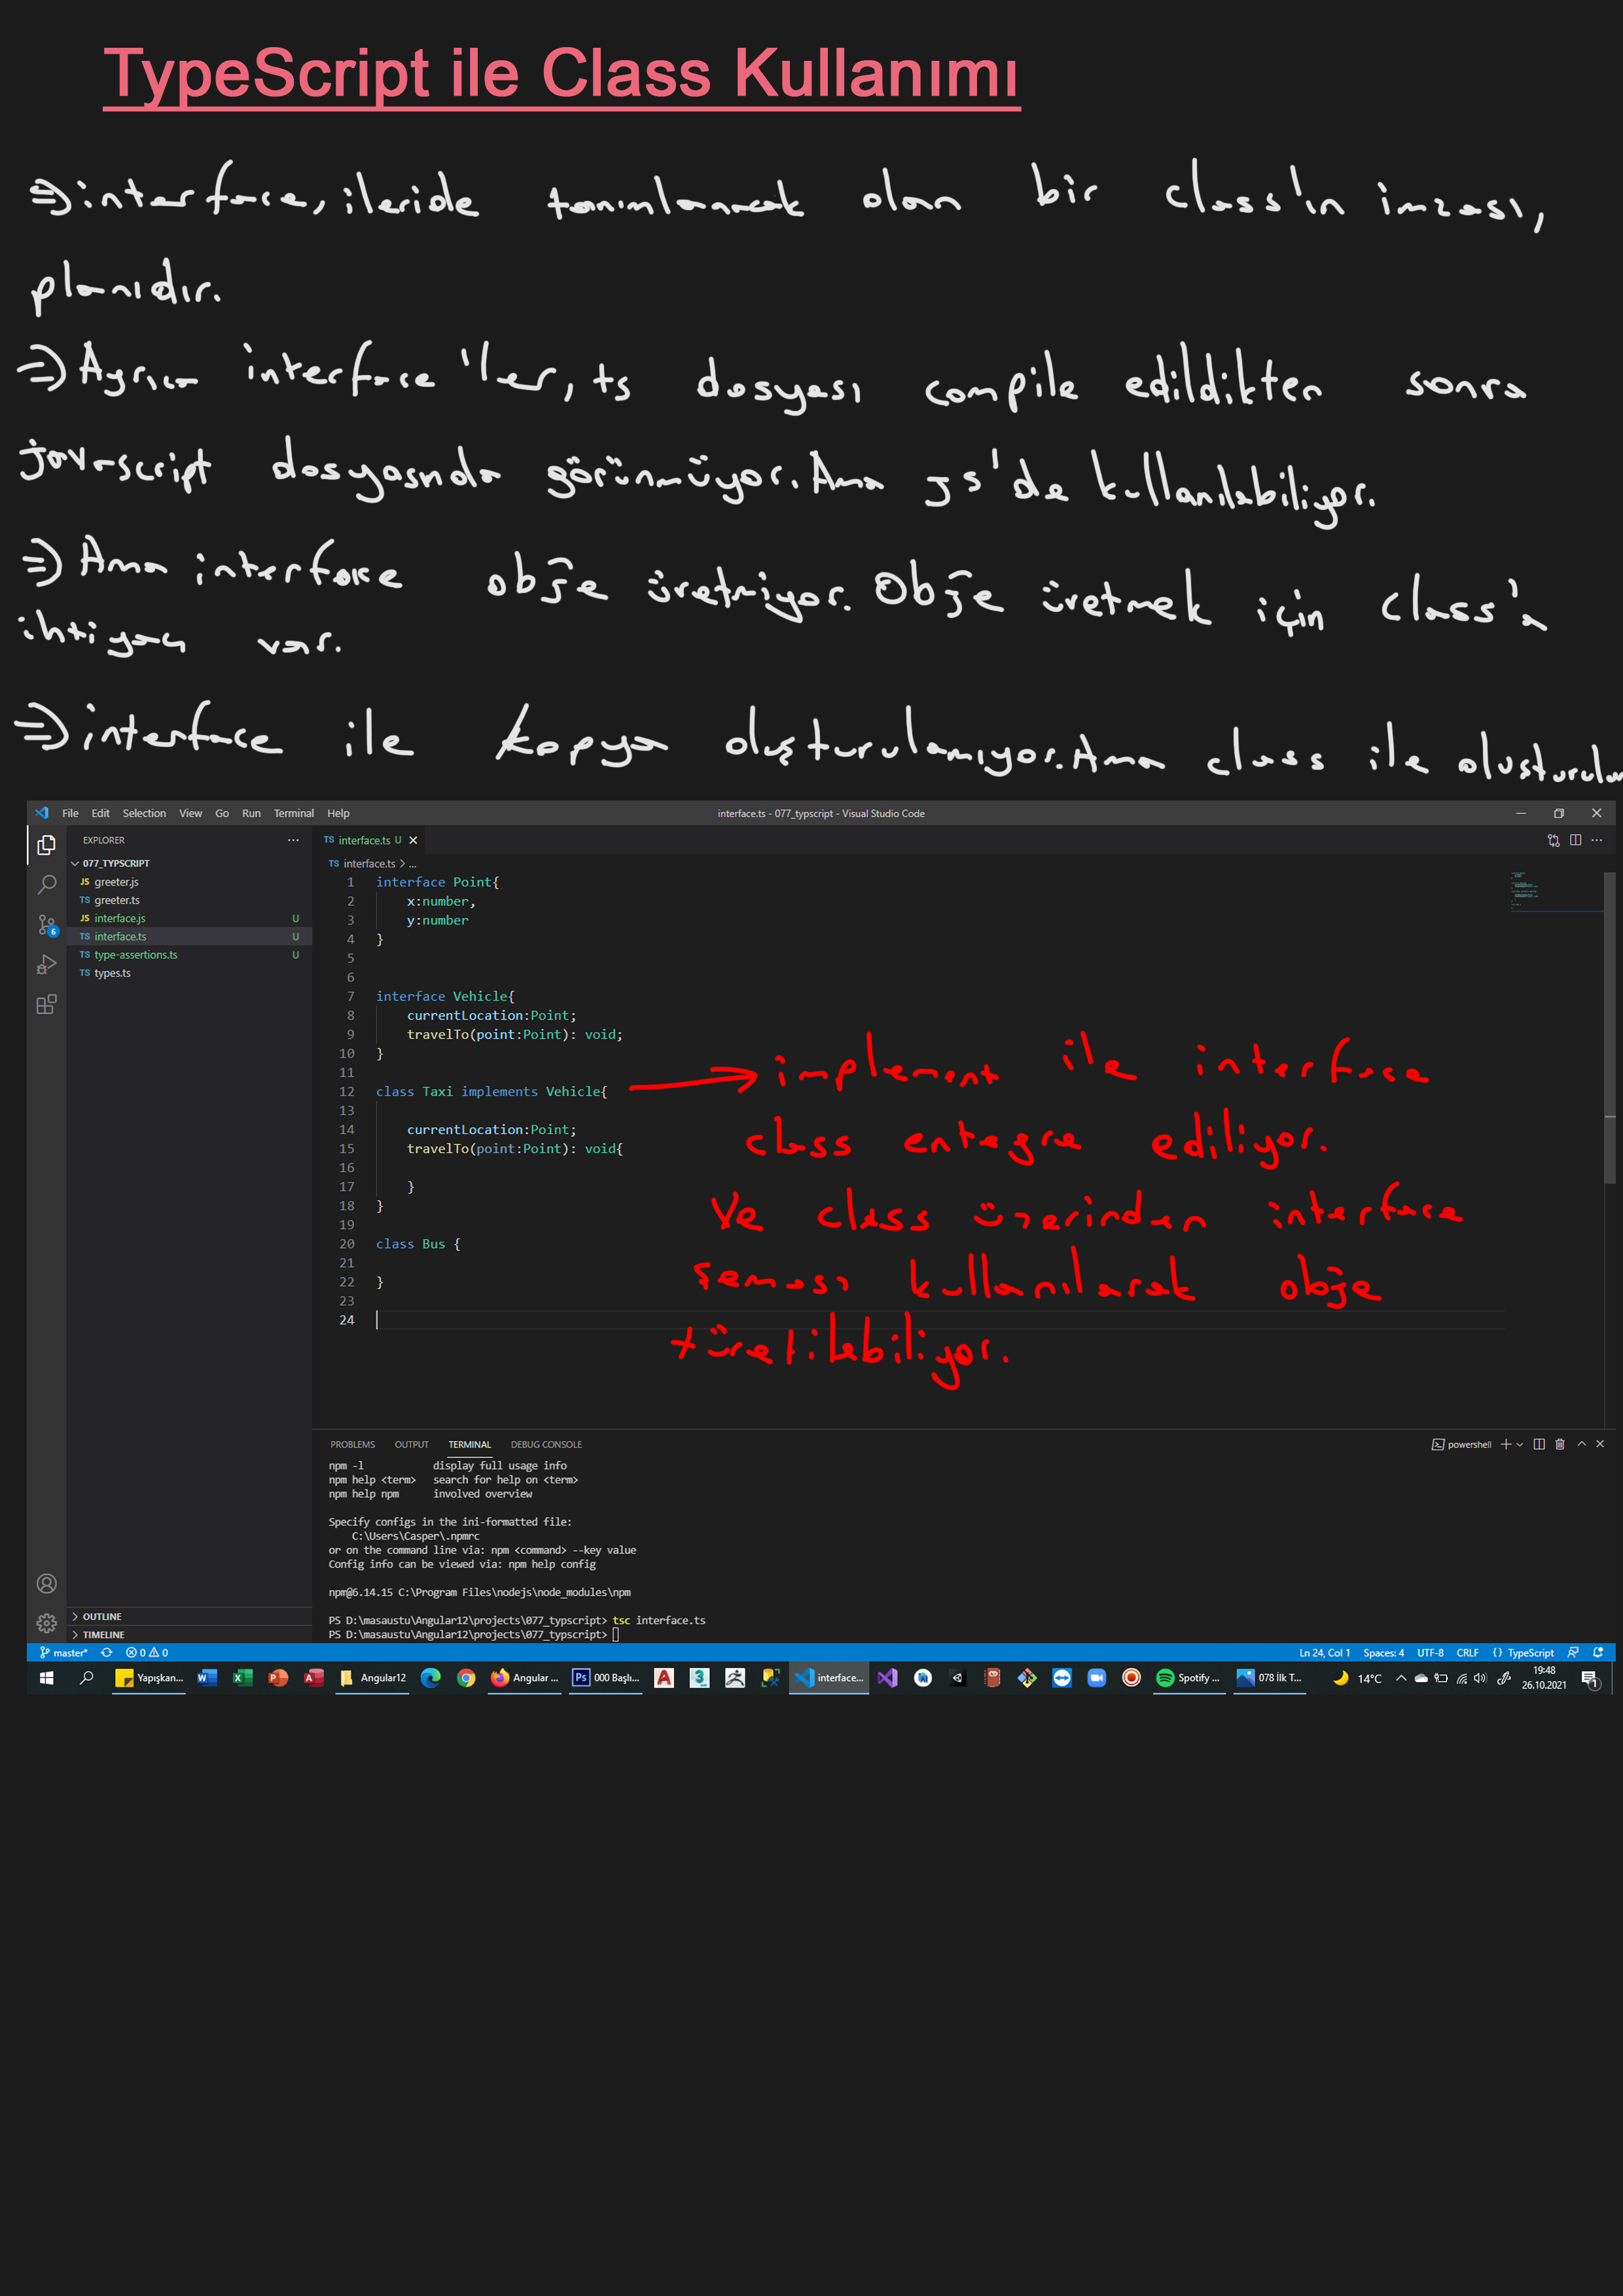 TypeScript ile Class Kullanımı
⇒ interface, ileride tanımlanacak olan bir class'ın imzası,
planıdır.
⇒ Ayrıca interface'ler, ts dosyası compile edildikten sonra
javascript dosyasında görünmüyor. Ama js'de kullanılabiliyor.
⇒ Ama interface obje üretmiyor. Obje üretmek için class'a
ihtiyacı var.
⇒ interface ile kopya oluşturulamıyor. Ama class ile
File Edit Selection View Go Run Terminal Help interface.ts - 077_typscript - Visual Studio Code
EXPLORER ...
077_TYPSCRIPT
JS greeter.js
TS greeter.ts
JS interface.js U
TS interface.ts U
TS type-assertions.ts U
TS types.ts
6
OUTLINE
TIMELINE
TS interface.ts U
TS interface.ts > ...
1 interface Point{
2 x:number,
3 y:number
4 }
5
6
7 interface Vehicle{
8 currentLocation:Point;
9 travelTo(point:Point): void;
10 }
11
12 class Taxi implements Vehicle{
13
14 currentLocation:Point;
15 travelTo(point:Point): void{
16
17 }
18 }
19
20 class Bus {
21
22 }
23
24
implement ile interface
class entegre ediliyor.
Ve class üzerinden interface
şeması kullanılarak obje
türetilebiliyor.
PROBLEMS OUTPUT TERMINAL DEBUG CONSOLE powershell
npm -l display full usage info
npm help <term> search for help on <term>
npm help npm involved overview
Specify configs in the ini-formatted file:
C:\Users\Casper\.npmrc
or on the command line via: npm <command> --key value
Config info can be viewed via: npm help config
npm@6.14.15 C:\Program Files\nodejs\node_modules\npm
PS D:\masaustu\Angular12\projects\077_typscript> tsc interface.ts
PS D:\masaustu\Angular12\projects\077_typscript>
master* 0 0 Ln 24, Col 1 Spaces: 4 UTF-8 CRLF {} TypeScript
Yapışkan... Angular12 Angular ... Ps 000 Başlı... interface... Spotify ... 078 İlk T... 14°C 19:48
26.10.2021 1